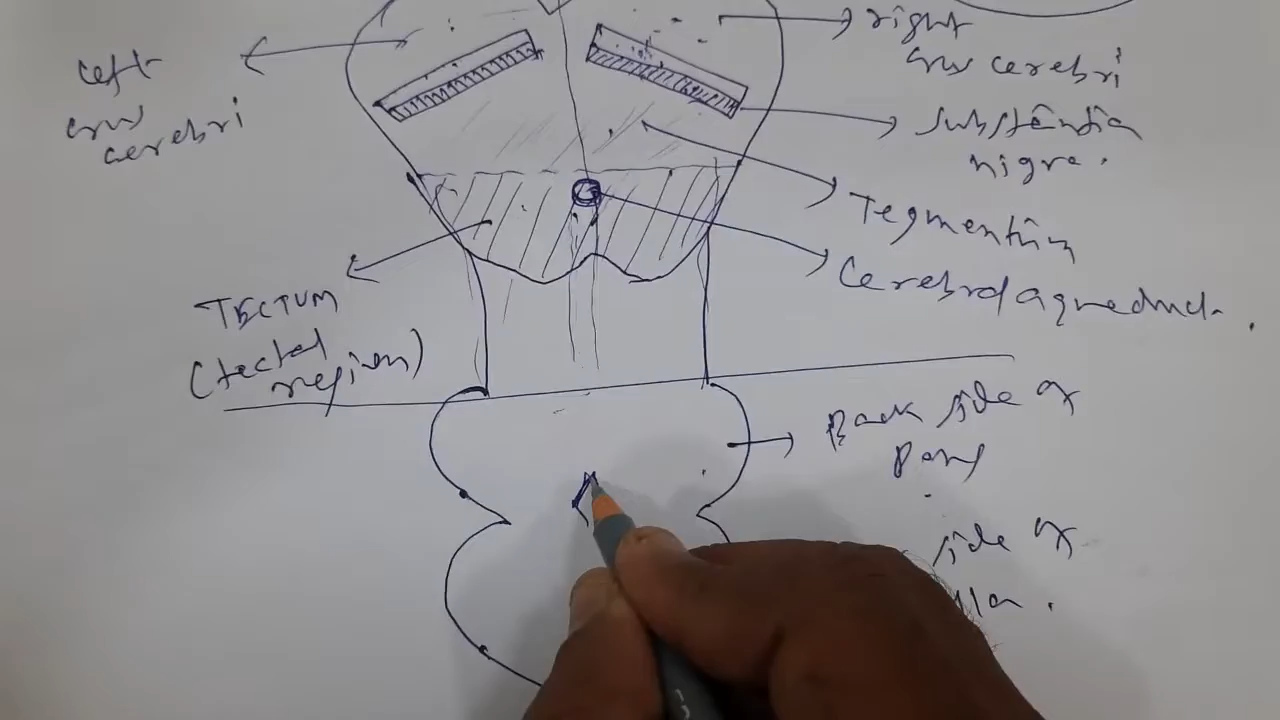 left
crus
cerebri
right
crus cerebri
substantia
nigra.
Tegmentum
Cerebral aqueduct.
TECTUM
(tectal
region)
Back side of
Pons
side of
lla.